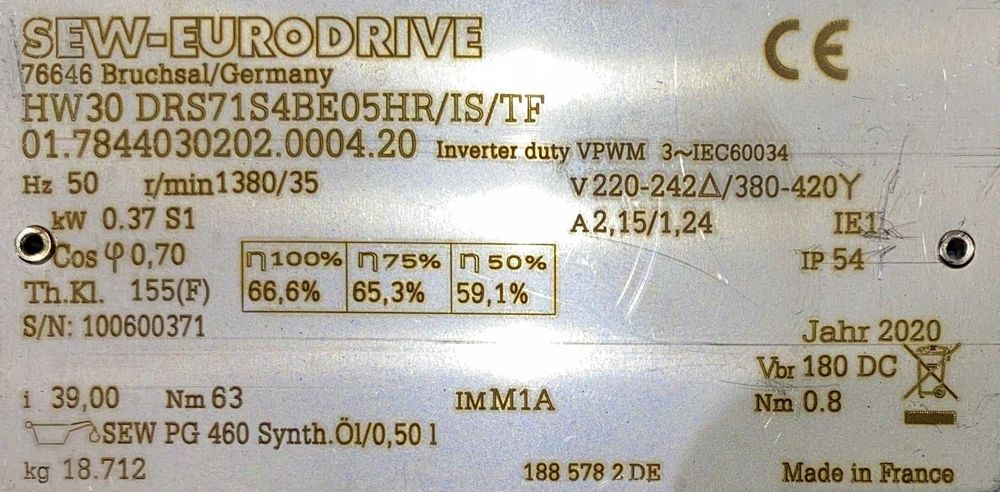 SEW-EURODRIVE CE
76646 Bruchsal/Germany
HW30 DRS71S4BE05HR/IS/TF
01.7844030202.0004.20 Inverter duty VPWM 3~IEC60034
Hz 50 r/min1380/35 V 220-242Δ/380-420Y
kW 0.37 S1 A 2,15/1,24 IE1
Cos φ 0,70 IP 54
η100% η75% η50%
Th.Kl. 155(F) 66,6% 65,3% 59,1%
S/N: 100600371 Jahr 2020
Vbr 180 DC
i 39,00 Nm 63 IM M1A Nm 0.8
SEW PG 460 Synth.Öl/0,50 l
kg 18.712 188 578 2 DE Made in France